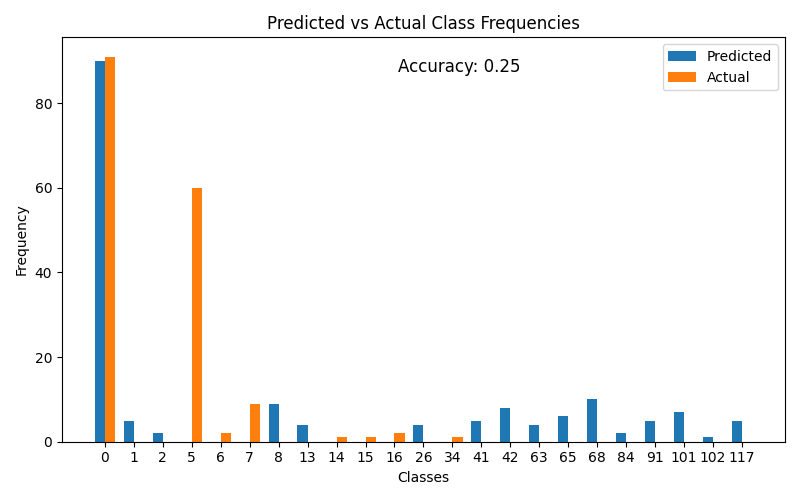 Predicted vs Actual Class Frequencies
Accuracy: 0.25
Predicted
Actual
Frequency
80
60
40
20
0
0 1 2 5 6 7 8 13 14 15 16 26 34 41 42 63 65 68 84 91 101 102 117
Classes